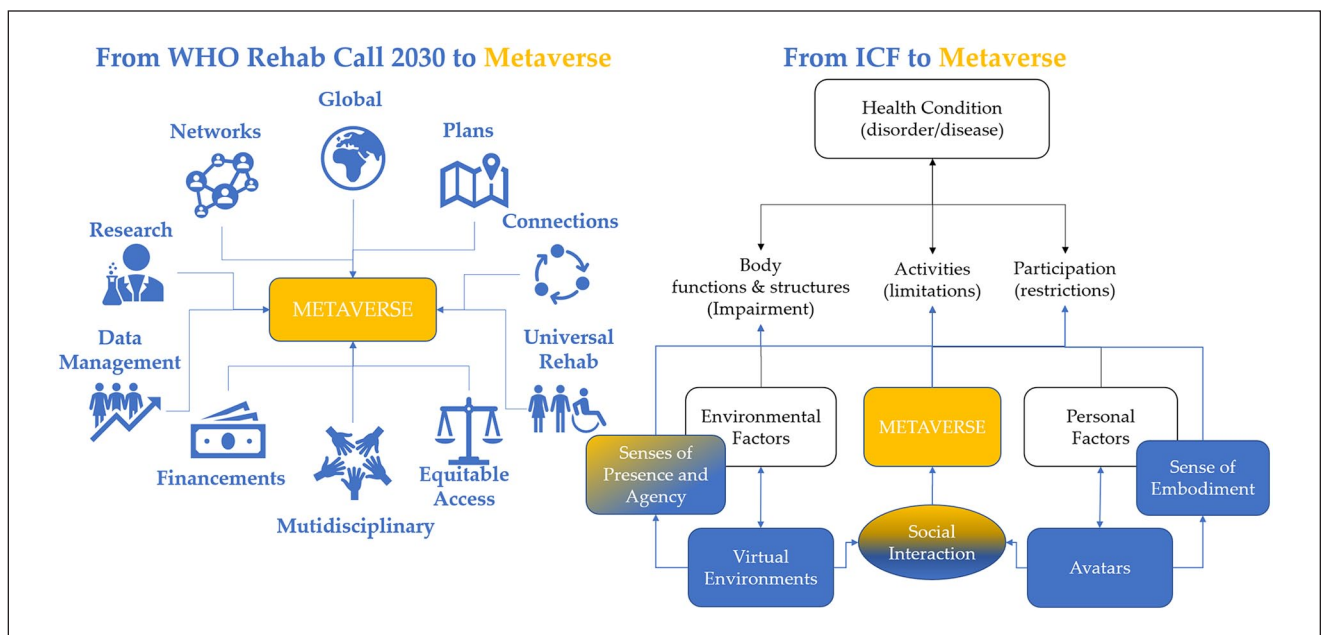 From WHO Rehab Call 2030 to Metaverse
Global
Networks
Plans
Research
Connections
METAVERSE
Data
Management
Universal
Rehab
Financements
Equitable
Access
Mutidisciplinary
From ICF to Metaverse
Health Condition
(disorder/disease)
Body
functions & structures
(Impairment)
Activities
(limitations)
Participation
(restrictions)
Environmental
Factors
METAVERSE
Personal
Factors
Senses of
Presence and
Agency
Sense of
Embodiment
Virtual
Environments
Social
Interaction
Avatars